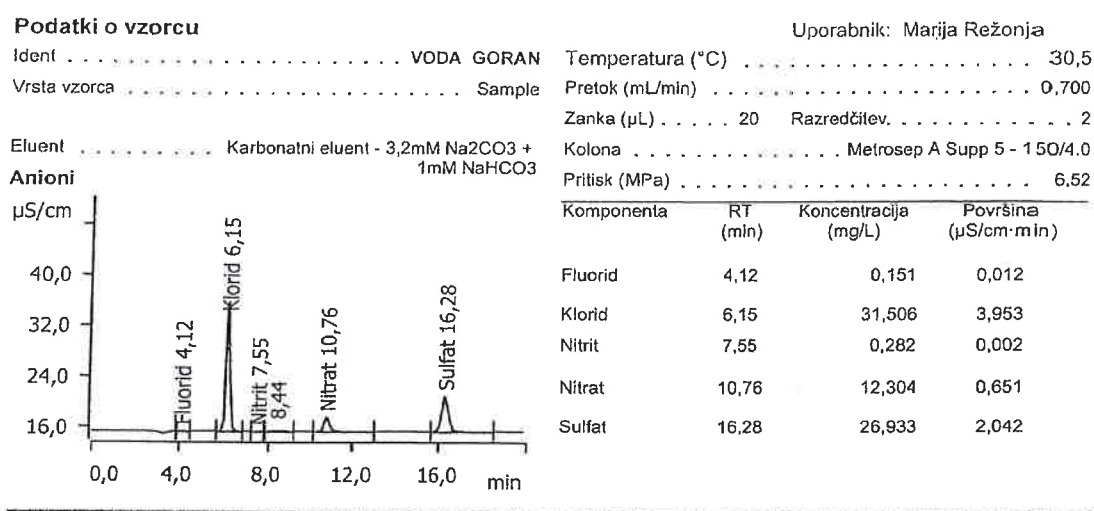 Podatki o vzorcu
Ident . . . . . . . . . . . . . . . . . . . . . . . VODA GORAN
Vrsta vzorca . . . . . . . . . . . . . . . . . . . . . . . Sample
Eluent . . . . . . . . . Karbonatni eluent - 3,2mM Na2CO3 +
1mM NaHCO3
Anioni
µS/cm
40,0
32,0
24,0
16,0
Fluorid 4,12
Klorid 6,15
Nitrit 7,55
8,44
Nitrat 10,76
Sulfat 16,28
0,0 4,0 8,0 12,0 16,0 min
Uporabnik: Marija Režonja
Temperatura (°C) . . . . . . . . . . . . . . . . . . . . 30,5
Pretok (mL/min) . . . . . . . . . . . . . . . . . . . . . 0,700
Zanka (µL) . . . . . 20 Razredčitev. . . . . . . . . . . . 2
Kolona . . . . . . . . . . . . . Metrosep A Supp 5 - 150/4.0
Pritisk (MPa) . . . . . . . . . . . . . . . . . . . . . . . 6,52
Komponenta RT Koncentracija Površina
(min) (mg/L) (µS/cm·min)
Fluorid 4,12 0,151 0,012
Klorid 6,15 31,506 3,953
Nitrit 7,55 0,282 0,002
Nitrat 10,76 12,304 0,651
Sulfat 16,28 26,933 2,042